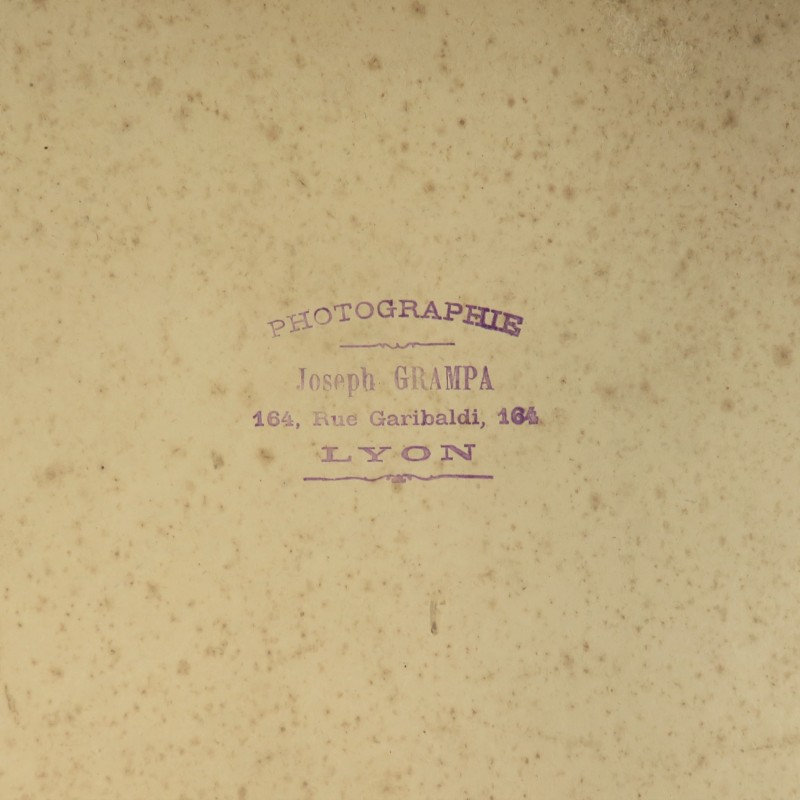 PHOTOGRAPHIE
Joseph GRAMPA
164, Rue Garibaldi, 164
LYON